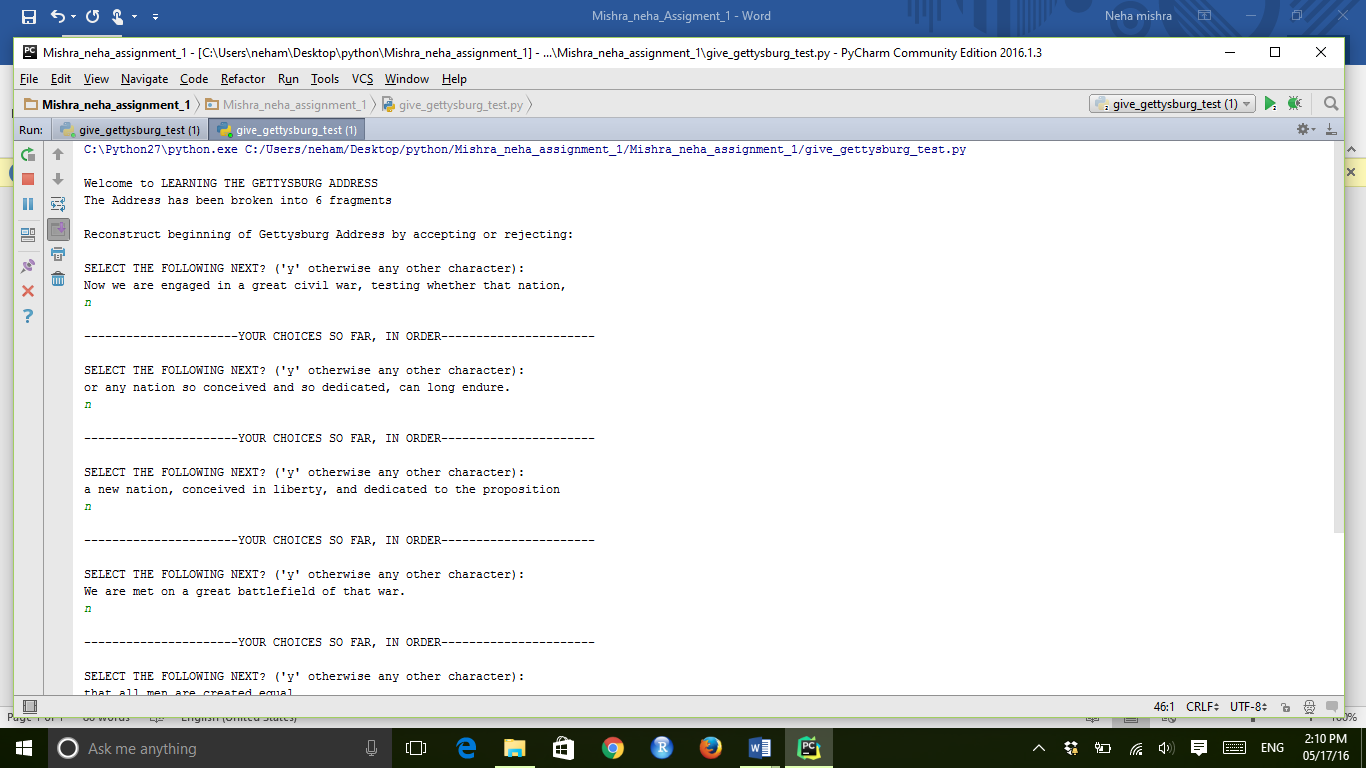 Mishra_neha_Assigment_1 - Word
Neha mishra
Mishra_neha_assignment_1 - [C:\Users\neham\Desktop\python\Mishra_neha_assignment_1] - ...\Mishra_neha_assignment_1\give_gettysburg_test.py - PyCharm Community Edition 2016.1.3
File Edit View Navigate Code Refactor Run Tools VCS Window Help
Mishra_neha_assignment_1 Mishra_neha_assignment_1 give_gettysburg_test.py give_gettysburg_test (1)
Run: give_gettysburg_test (1) give_gettysburg_test (1)
C:\Python27\python.exe C:/Users/neham/Desktop/python/Mishra_neha_assignment_1/Mishra_neha_assignment_1/give_gettysburg_test.py
Welcome to LEARNING THE GETTYSBURG ADDRESS
The Address has been broken into 6 fragments
Reconstruct beginning of Gettysburg Address by accepting or rejecting:
SELECT THE FOLLOWING NEXT? ('y' otherwise any other character):
Now we are engaged in a great civil war, testing whether that nation,
n
----------------------YOUR CHOICES SO FAR, IN ORDER----------------------
SELECT THE FOLLOWING NEXT? ('y' otherwise any other character):
or any nation so conceived and so dedicated, can long endure.
n
----------------------YOUR CHOICES SO FAR, IN ORDER----------------------
SELECT THE FOLLOWING NEXT? ('y' otherwise any other character):
a new nation, conceived in liberty, and dedicated to the proposition
n
----------------------YOUR CHOICES SO FAR, IN ORDER----------------------
SELECT THE FOLLOWING NEXT? ('y' otherwise any other character):
We are met on a great battlefield of that war.
n
----------------------YOUR CHOICES SO FAR, IN ORDER----------------------
SELECT THE FOLLOWING NEXT? ('y' otherwise any other character):
that all men are created equal
46:1 CRLF UTF-8
English (United States)
Ask me anything
ENG
2:10 PM
05/17/16